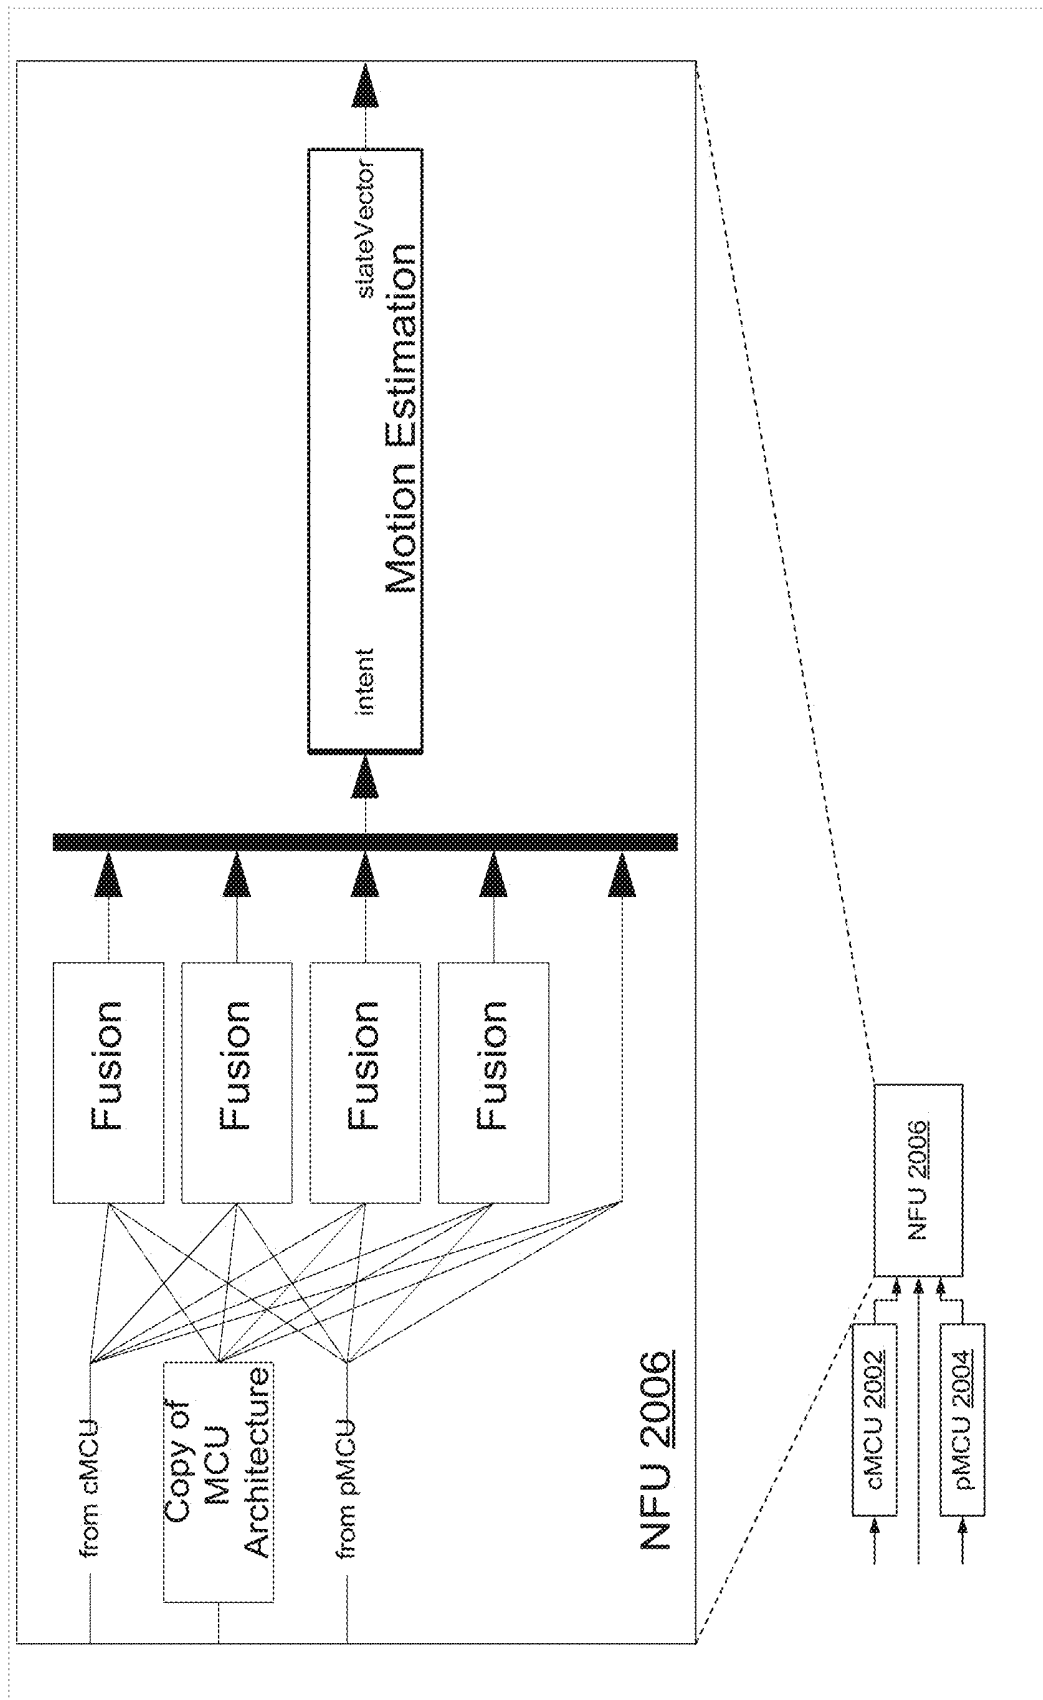 from cMCU
Copy of
MCU
Architecture
from pMCU
Fusion
Fusion
Fusion
Fusion
intent
stateVector
Motion Estimation
NFU 2006
cMCU 2002
pMCU 2004
NFU 2006